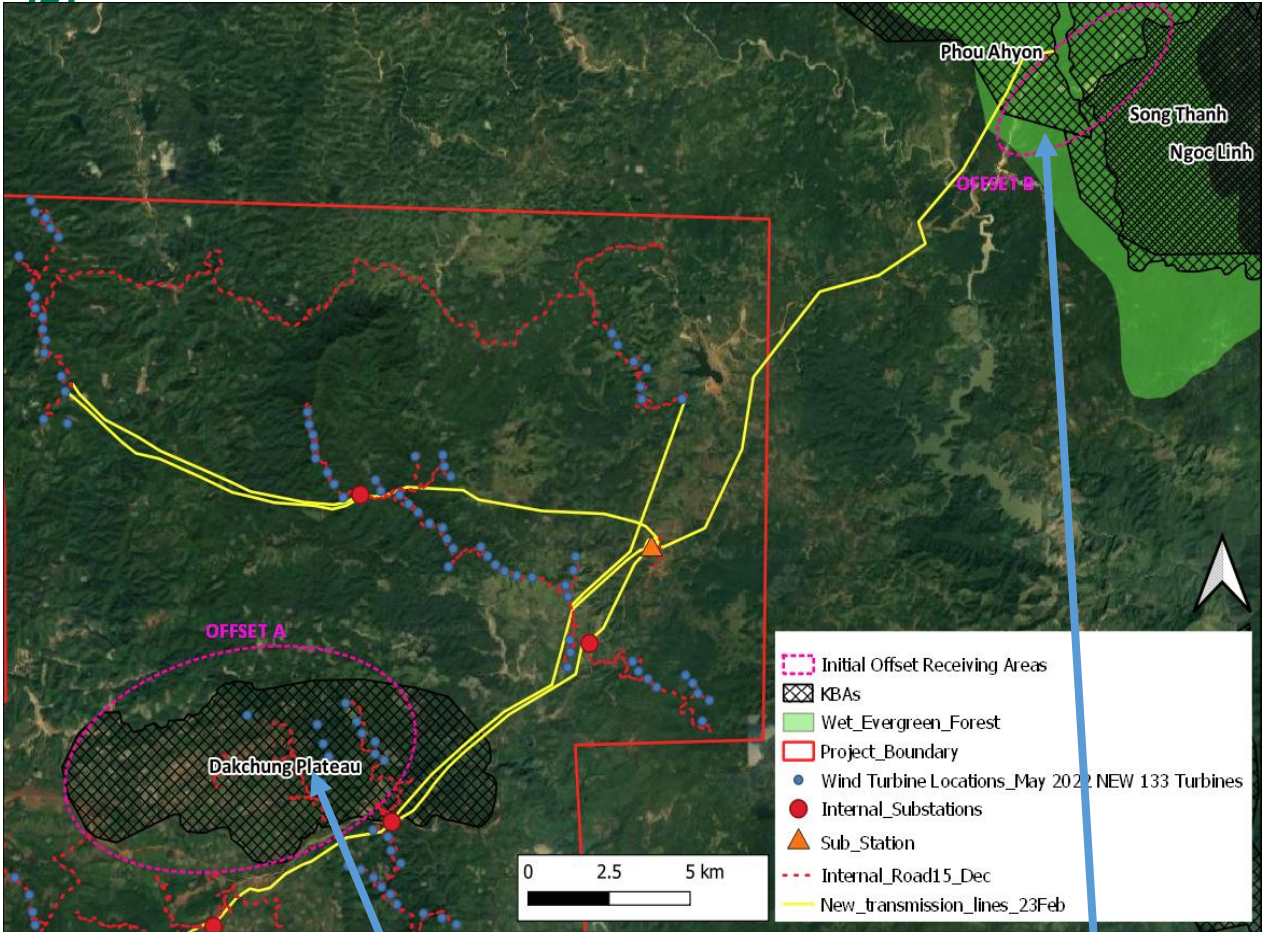 Phou Ahyon
Song Thanh
Ngoc Linh
OFFSET B
OFFSET A
Dakchung Plateau
Initial Offset Receiving Areas
KBAs
Wet_Evergreen_Forest
Project_Boundary
Wind Turbine Locations_May 2022 NEW 133 Turbines
Internal_Substations
Sub_Station
Internal_Road15_Dec
New_transmission_lines_23Feb
0 2.5 5 km